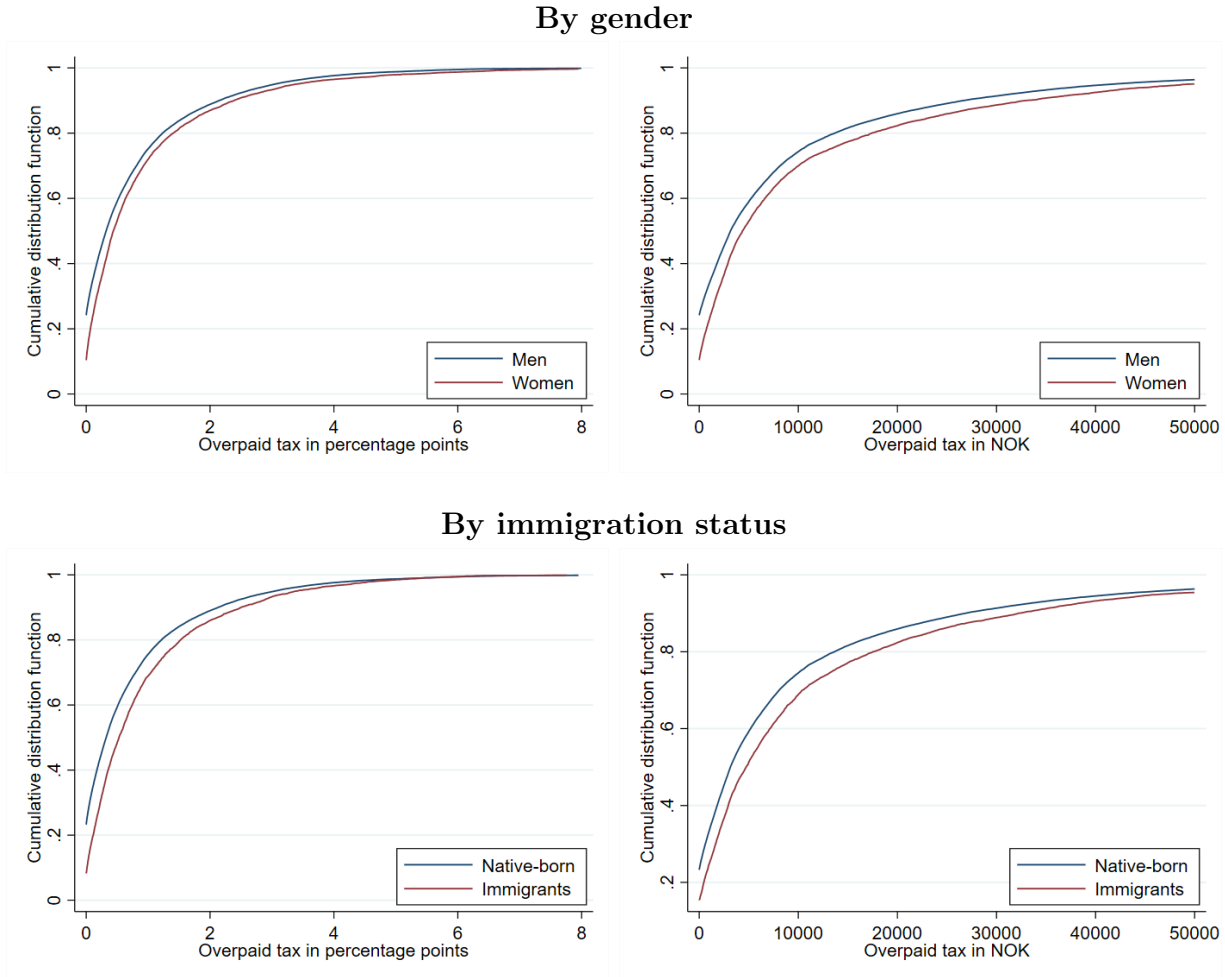 By gender
Cumulative distribution function
1
.8
.6
.4
.2
0
Men
Women
0 2 4 6 8
Overpaid tax in percentage points
Cumulative distribution function
1
.8
.6
.4
.2
0
Men
Women
0 10000 20000 30000 40000 50000
Overpaid tax in NOK
By immigration status
Cumulative distribution function
1
.8
.6
.4
.2
0
Native-born
Immigrants
0 2 4 6 8
Overpaid tax in percentage points
Cumulative distribution function
1
.8
.6
.4
.2
Native-born
Immigrants
0 10000 20000 30000 40000 50000
Overpaid tax in NOK